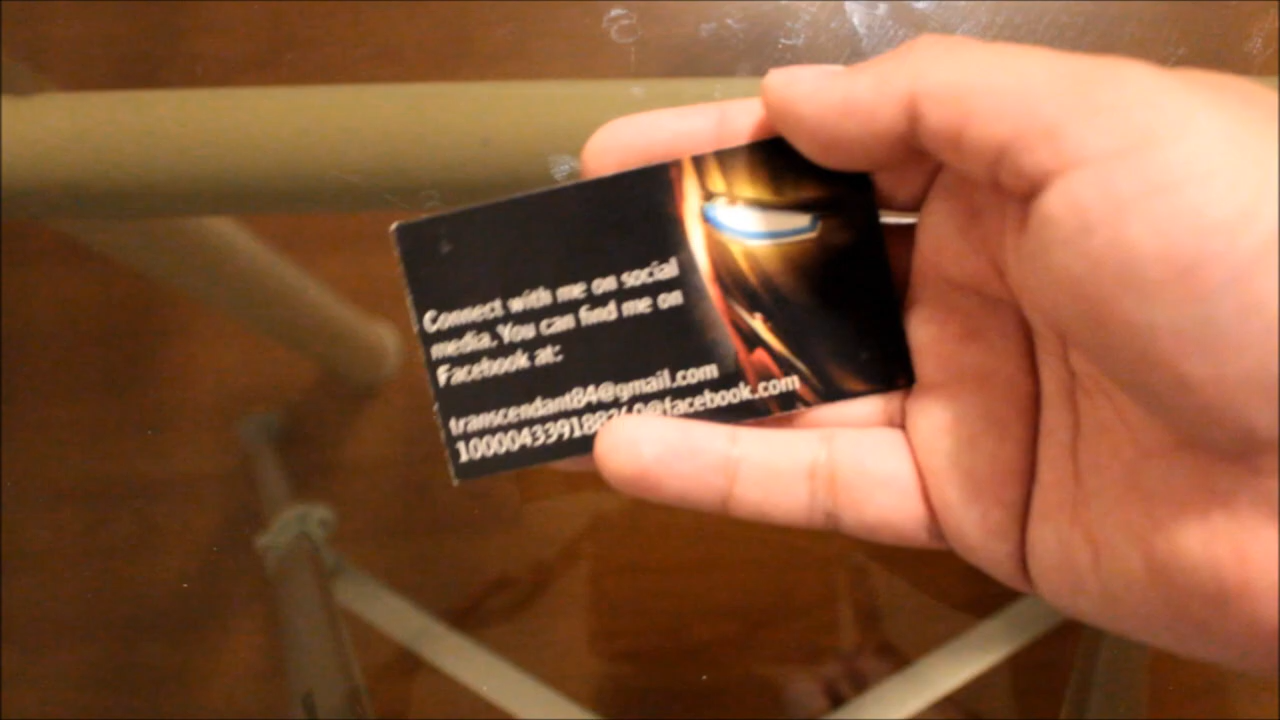 Connect with me on social
media. You can find me on
Facebook at:
transcendant84@gmail.com